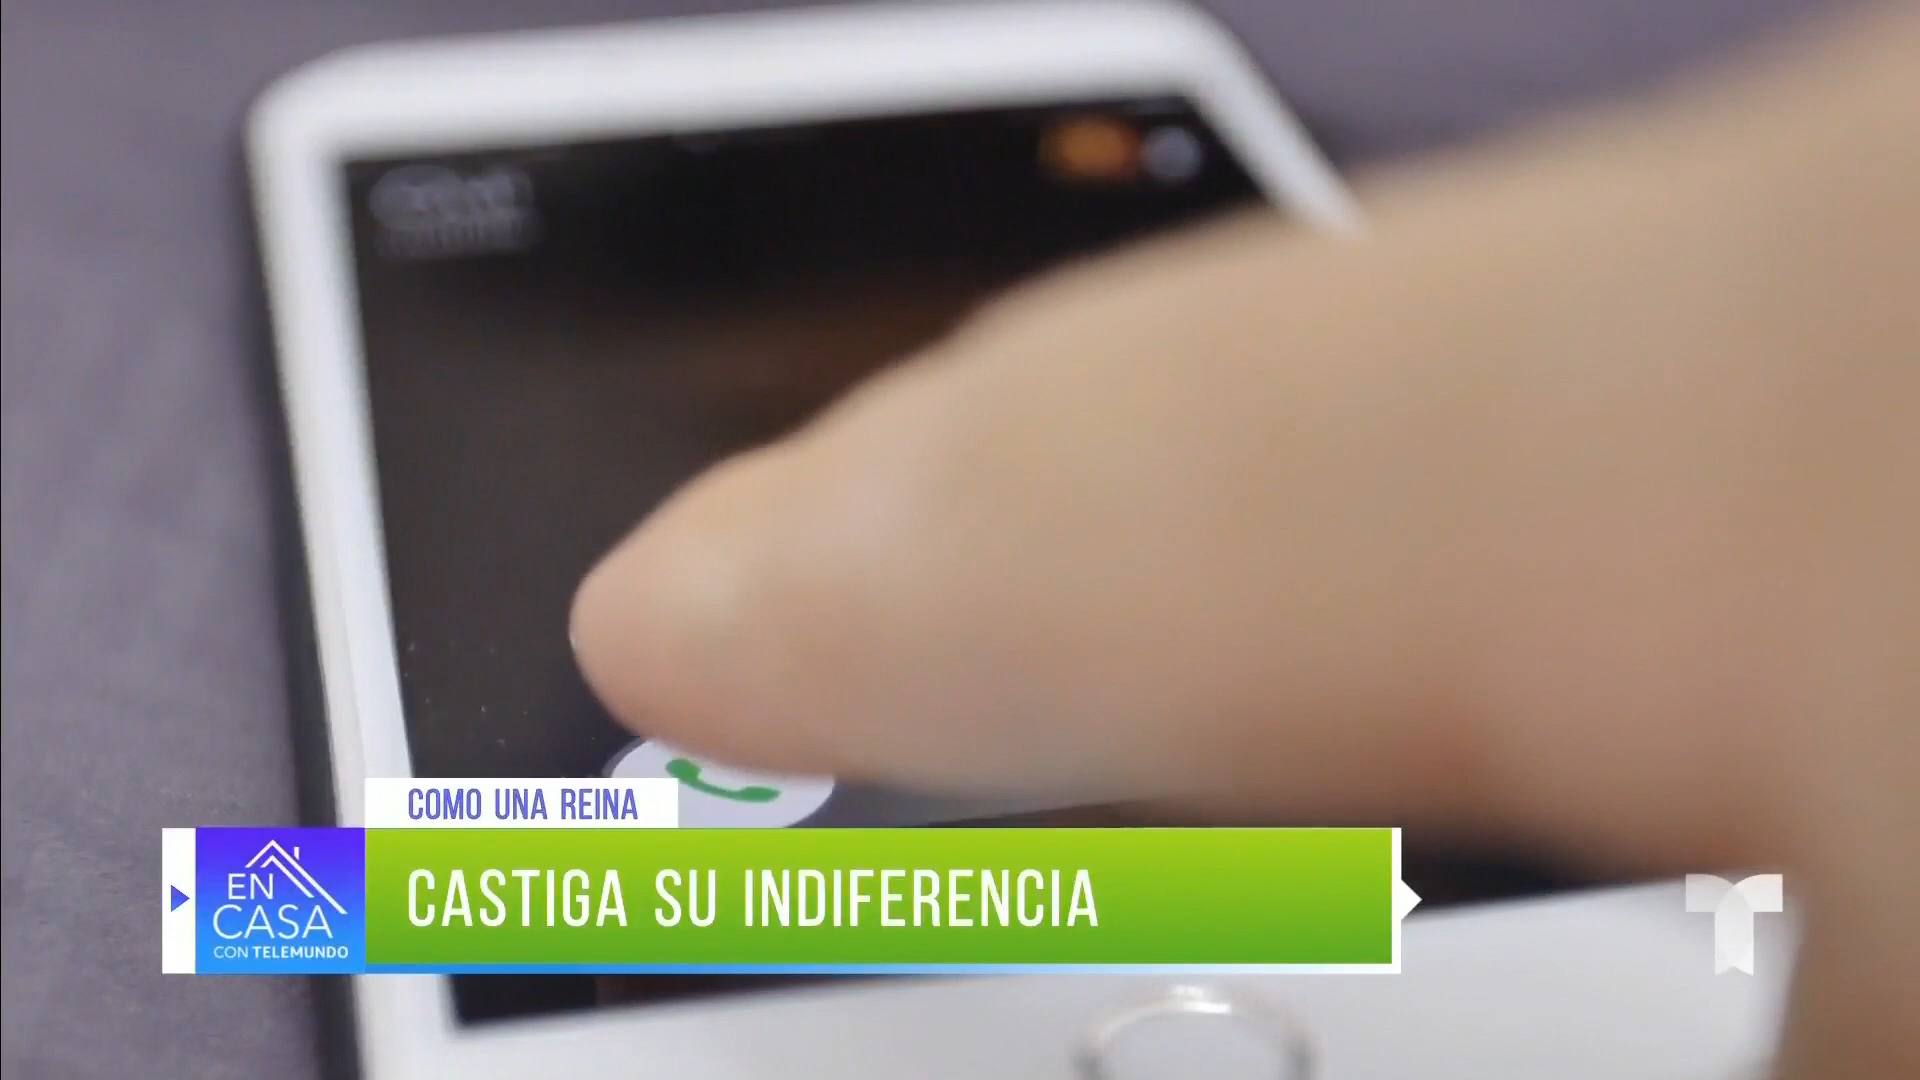 COMO UNA REINA
CASTIGA SU INDIFERENCIA
EN
CASA
CON TELEMUNDO